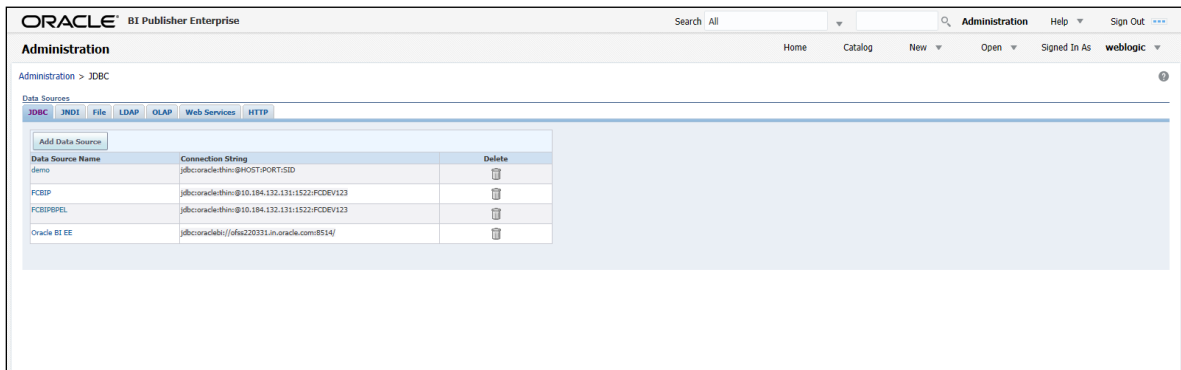 ORACLE BI Publisher Enterprise Search All Administration Help Sign Out
Administration Home Catalog New Open Signed In As weblogic
Administration > JDBC
Data Sources
JDBC JNDI File LDAP OLAP Web Services HTTP
Add Data Source
Data Source Name Connection String Delete
demo jdbc:oracle:thin:@HOST:PORT:SID
FCBIP jdbc:oracle:thin:@10.184.132.131:1522:FCDEV123
FCBIPBPEL jdbc:oracle:thin:@10.184.132.131:1522:FCDEV123
Oracle BI EE jdbc:oraclebi://ofss220331.in.oracle.com:8514/